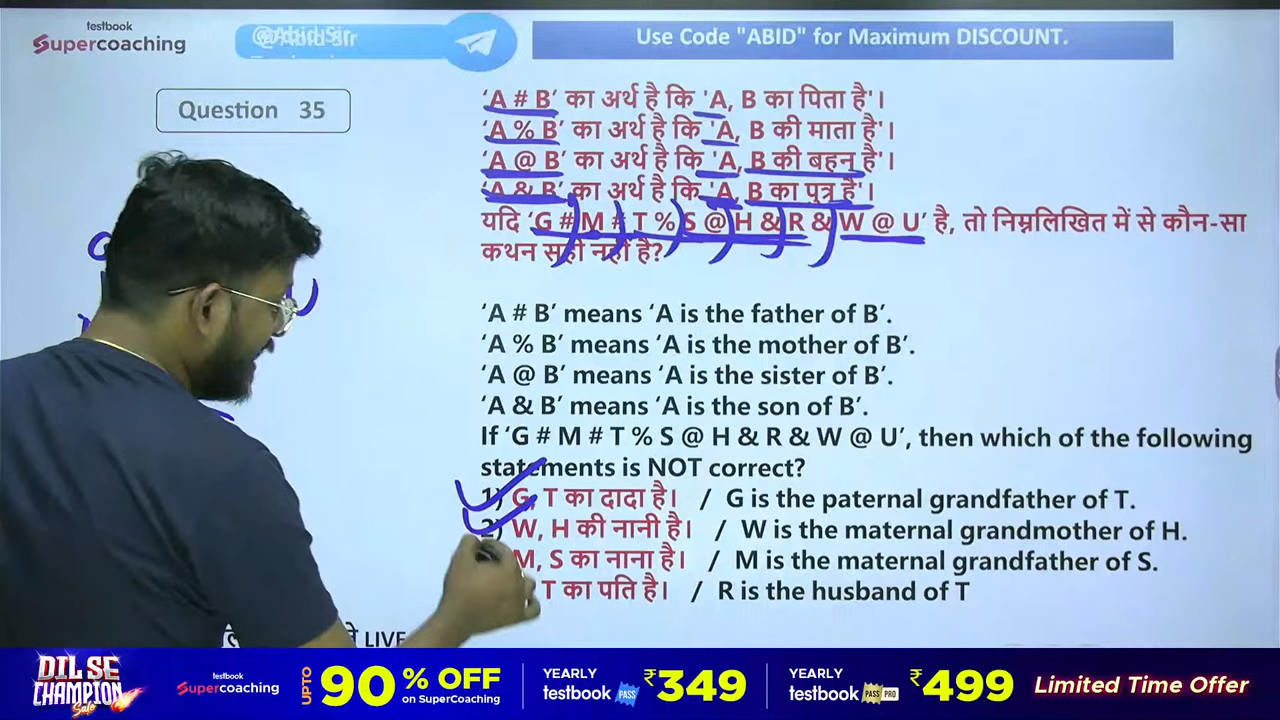 testbook
Supercoaching
@Abid Sir
Use Code "ABID" for Maximum DISCOUNT.
Question 35
'A # B' का अर्थ है कि 'A, B का पिता है'।
'A % B' का अर्थ है कि 'A, B की माता है'।
'A @ B' का अर्थ है कि 'A, B की बहन है'।
'A & B' का अर्थ है कि 'A, B का पुत्र है'।
यदि 'G # M # T % S @ H & R & W @ U' है, तो निम्नलिखित में से कौन-सा
कथन सही नहीं है?
'A # B' means 'A is the father of B'.
'A % B' means 'A is the mother of B'.
'A @ B' means 'A is the sister of B'.
'A & B' means 'A is the son of B'.
If 'G # M # T % S @ H & R & W @ U', then which of the following
statements is NOT correct?
1) G, T का दादा है। / G is the paternal grandfather of T.
2) W, H की नानी है। / W is the maternal grandmother of H.
M, S का नाना है। / M is the maternal grandfather of S.
T का पति है। / R is the husband of T
LIVE
DIL SE
CHAMPION
Sale
testbook
Supercoaching
UPTO
90% OFF
on SuperCoaching
YEARLY
testbook PASS
₹349
YEARLY
testbook PASS PRO
₹499
Limited Time Offer